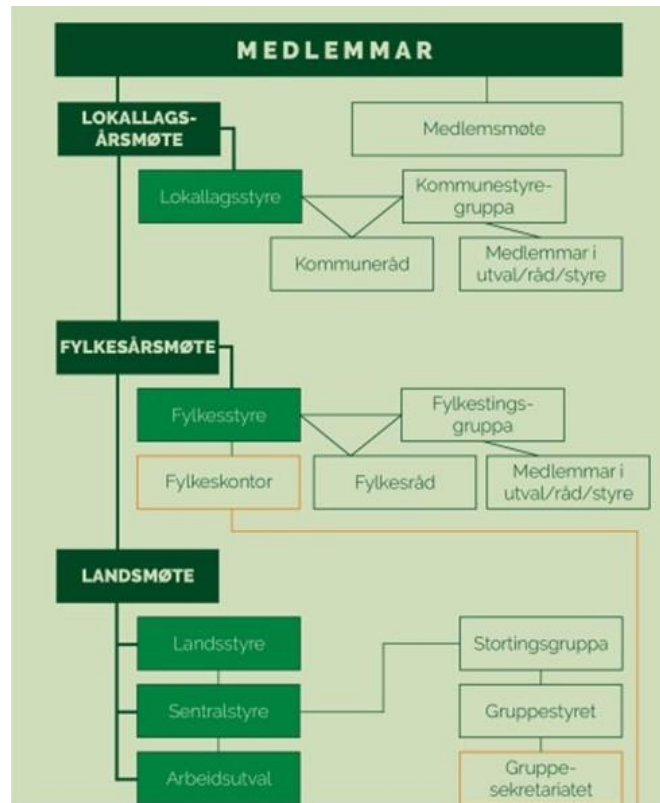 MEDLEMMAR
LOKALLAGS-
ÅRSMØTE
Medlemsmøte
Lokallagsstyre
Kommunestyre-
gruppa
Kommuneråd
Medlemmar i
utval/råd/styre
FYLKESÅRSMØTE
Fylkesstyre
Fylkestings-
gruppa
Fylkeskontor
Fylkesråd
Medlemmar i
utval/råd/styre
LANDSMØTE
Landsstyre
Stortingsgruppa
Sentralstyre
Gruppestyret
Arbeidsutval
Gruppe-
sekretariatet